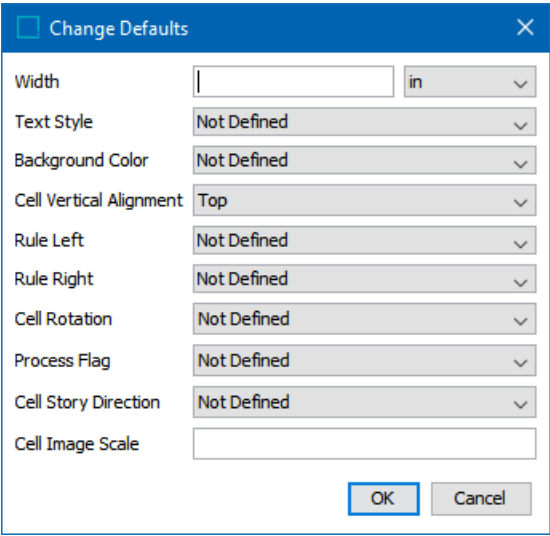 Change Defaults
Width in
Text Style Not Defined
Background Color Not Defined
Cell Vertical Alignment Top
Rule Left Not Defined
Rule Right Not Defined
Cell Rotation Not Defined
Process Flag Not Defined
Cell Story Direction Not Defined
Cell Image Scale
OK Cancel